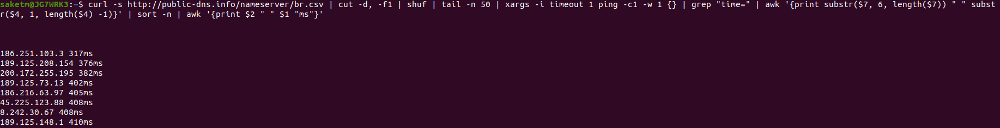 saketm@JG7WRK3:~$ curl -s http://public-dns.info/nameserver/br.csv | cut -d, -f1 | shuf | tail -n 50 | xargs -i timeout 1 ping -c1 -w 1 {} | grep "time=" | awk '{print substr($7, 6, length($7)) " " subst
r($4, 1, length($4) -1)}' | sort -n | awk '{print $2 " " $1 "ms"}'
186.251.103.3 317ms
189.125.208.154 376ms
200.172.255.195 382ms
189.125.73.13 402ms
186.216.63.97 405ms
45.225.123.88 408ms
8.242.30.67 408ms
189.125.148.1 410ms